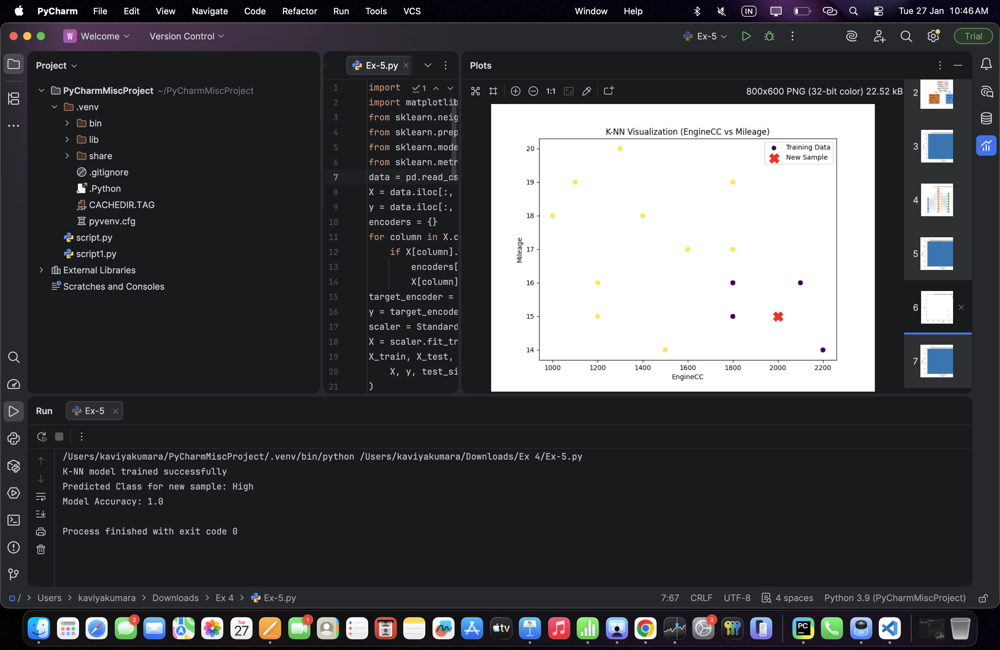 PyCharm File Edit View Navigate Code Refactor Run Tools VCS Window Help IN Tue 27 Jan 10:46 AM
W Welcome Version Control Ex-5 Trial
Project
PyCharmMiscProject ~/PyCharmMiscProject
.venv
bin
lib
share
.gitignore
.Python
JSP CACHEDIR.TAG
pyvenv.cfg
script.py
script1.py
External Libraries
Scratches and Consoles
Ex-5.py
1 import 1
2 import matplotlib
3 from sklearn.neig
4 from sklearn.prep
5 from sklearn.mode
6 from sklearn.metr
7 data = pd.read_cs
8 X = data.iloc[:,
9 y = data.iloc[:,
10 encoders = {}
11 for column in X.c
12 if X[column].
13 encoders[
14 X[column]
15 target_encoder =
16 y = target_encode
17 scaler = Standard
18 X = scaler.fit_tr
19 X_train, X_test,
20 X, y, test_si
21 )
Plots
1:1 800x600 PNG (32-bit color) 22.52 kB
K-NN Visualization (EngineCC vs Mileage)
Training Data
New Sample
Mileage
20
19
18
17
16
15
14
1000 1200 1400 1600 1800 2000 2200
EngineCC
2
3
4
5
6
7
Run Ex-5
/Users/kaviyakumara/PyCharmMiscProject/.venv/bin/python /Users/kaviyakumara/Downloads/Ex 4/Ex-5.py
K-NN model trained successfully
Predicted Class for new sample: High
Model Accuracy: 1.0
Process finished with exit code 0
/ Users kaviyakumara Downloads Ex 4 Ex-5.py 7:67 CRLF UTF-8 4 spaces Python 3.9 (PyCharmMiscProject)
2 Tue 27 1 tv 2 PC